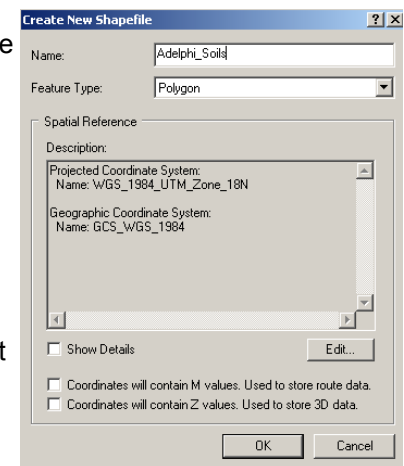 Create New Shapefile
e
Name: Adelphi_Soils
Feature Type: Polygon
Spatial Reference
Description:
Projected Coordinate System:
Name: WGS_1984_UTM_Zone_18N
Geographic Coordinate System:
Name: GCS_WGS_1984
t
Show Details Edit...
Coordinates will contain M values. Used to store route data.
Coordinates will contain Z values. Used to store 3D data.
OK Cancel